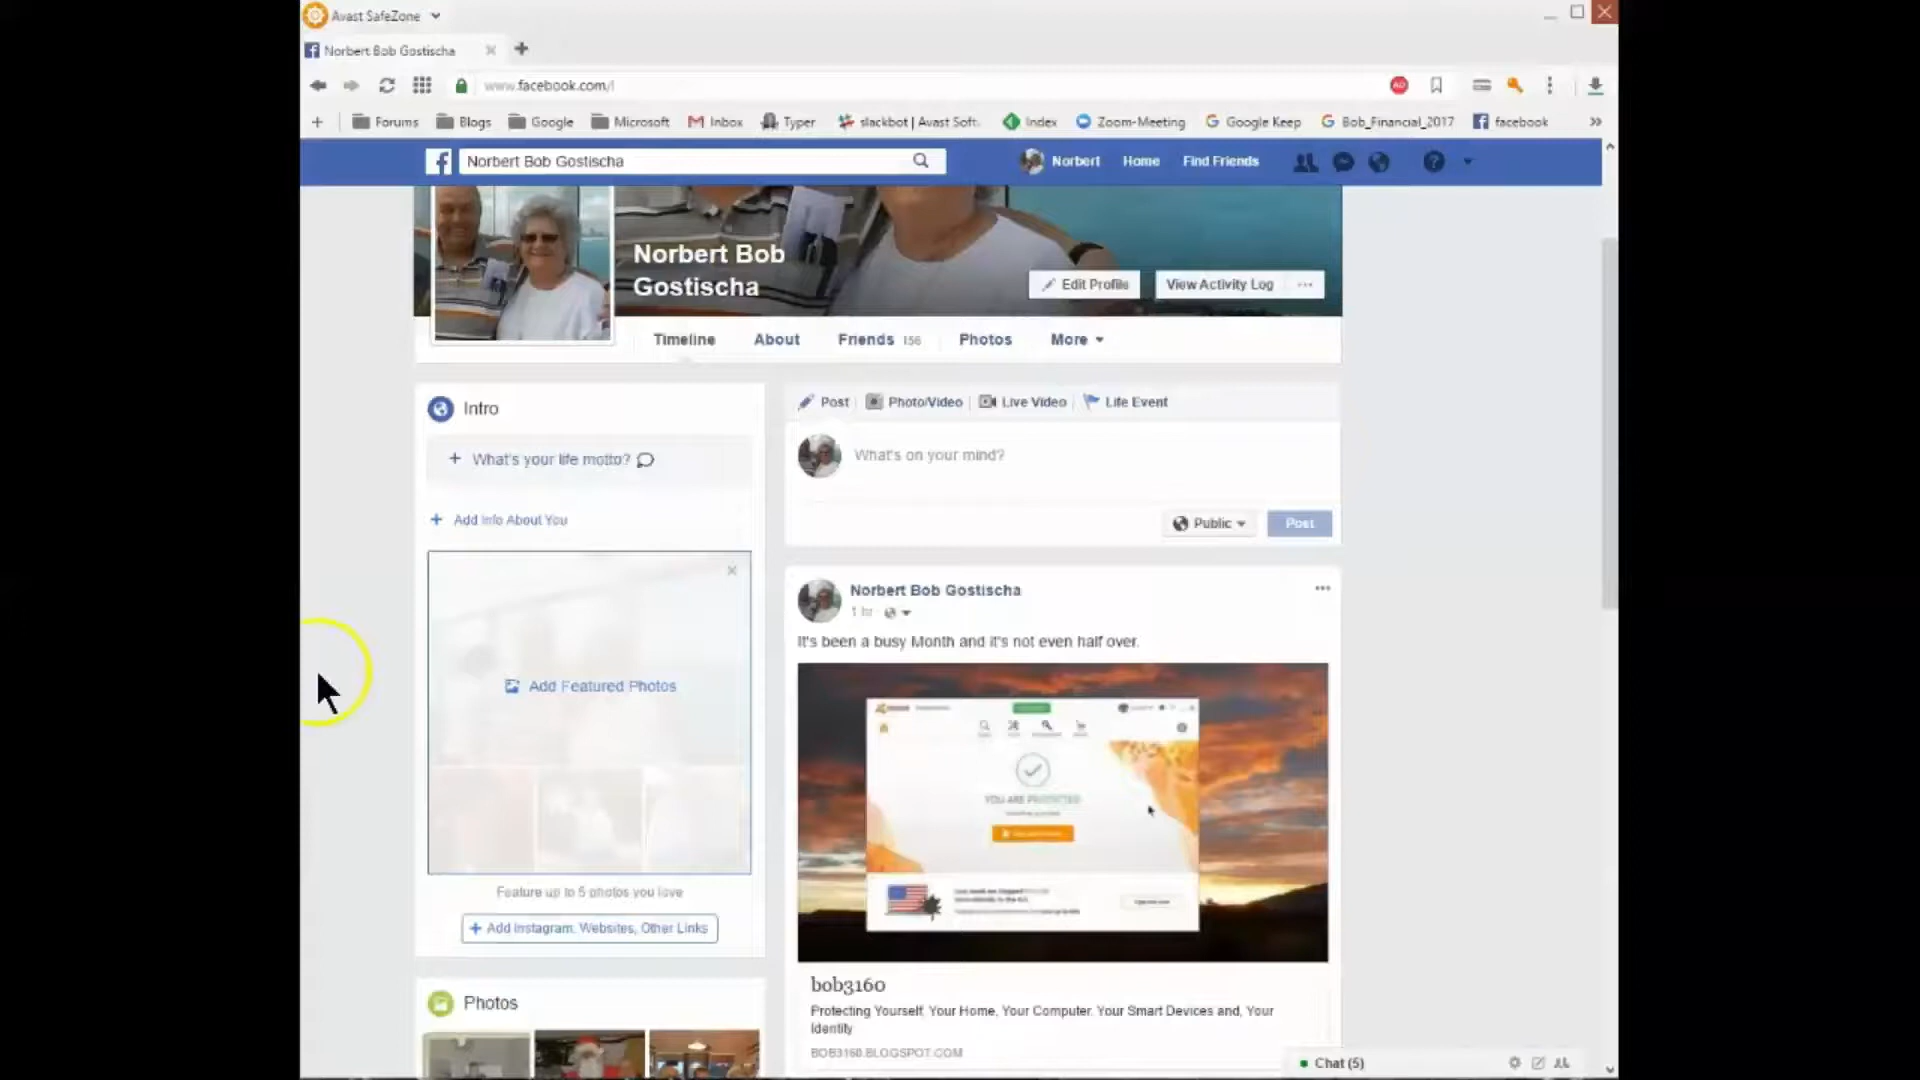 Avast SafeZone
Norbert Bob Gostischa
www.facebook.com/
Forums Blogs Google Microsoft Inbox Typer slackbot | Avast Soft. Index Zoom-Meeting Google Keep Bob_Financial_2017 facebook »
Norbert Bob Gostischa
Norbert Home Find Friends
Norbert Bob
Gostischa
Edit Profile View Activity Log ...
Timeline About Friends 156 Photos More
Intro
Post Photo/Video Live Video Life Event
+ What's your life motto?
What's on your mind?
+ Add Info About You
Public Post
Norbert Bob Gostischa
1 hr
It's been a busy Month and it's not even half over.
Add Featured Photos
YOU ARE PROTECTED
Feature up to 5 photos you love
+ Add Instagram, Websites, Other Links
bob3160
Protecting Yourself, Your Home, Your Computer, Your Smart Devices and, Your
Identity
BOB3160.BLOGSPOT.COM
Photos
Chat (5)